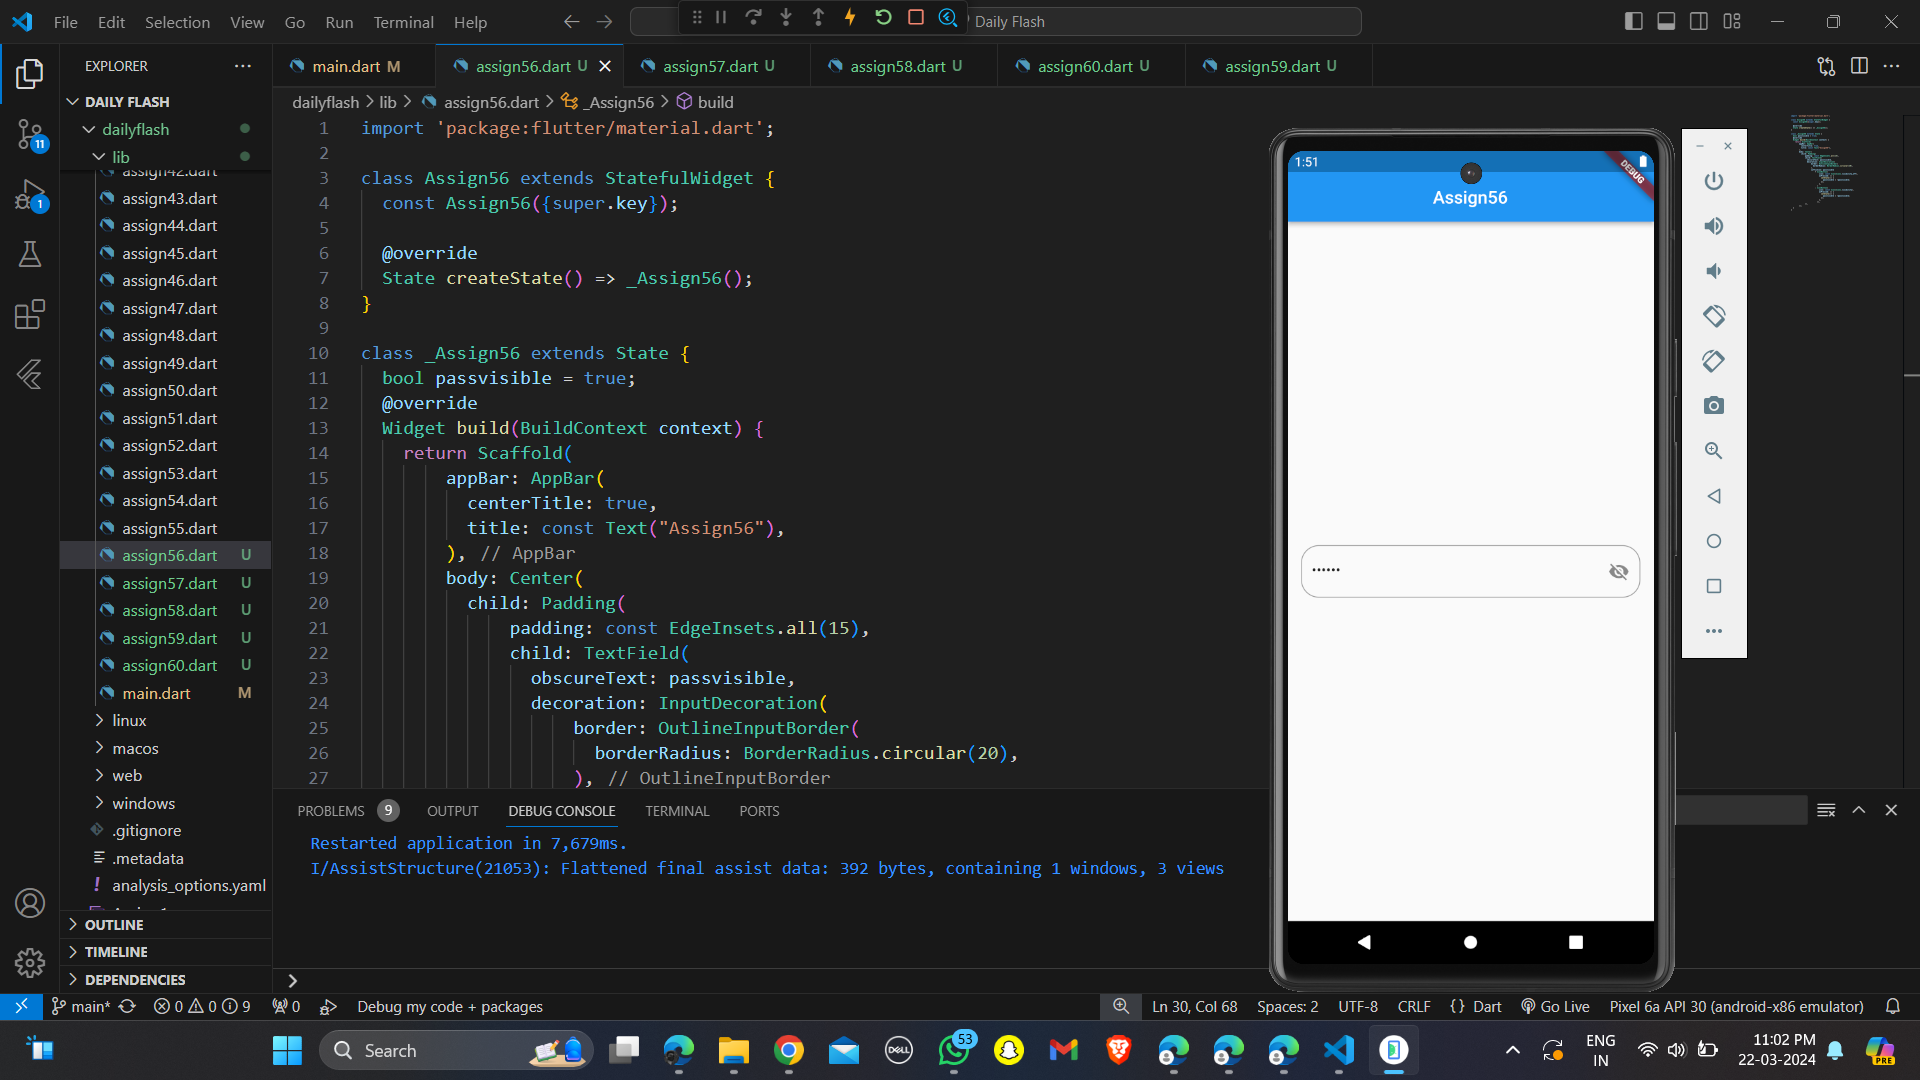 File Edit Selection View Go Run Terminal Help
Daily Flash
EXPLORER
DAILY FLASH
dailyflash
lib
assign42.dart
assign43.dart
assign44.dart
assign45.dart
assign46.dart
assign47.dart
assign48.dart
assign49.dart
assign50.dart
assign51.dart
assign52.dart
assign53.dart
assign54.dart
assign55.dart
assign56.dart U
assign57.dart U
assign58.dart U
assign59.dart U
assign60.dart U
main.dart M
linux
macos
web
windows
.gitignore
.metadata
! analysis_options.yaml
OUTLINE
TIMELINE
DEPENDENCIES
11
1
main.dart M assign56.dart U assign57.dart U assign58.dart U assign60.dart U assign59.dart U
dailyflash > lib > assign56.dart > _Assign56 > build
1 import 'package:flutter/material.dart';
2
3 class Assign56 extends StatefulWidget {
4 const Assign56({super.key});
5
6 @override
7 State createState() => _Assign56();
8 }
9
10 class _Assign56 extends State {
11 bool passvisible = true;
12 @override
13 Widget build(BuildContext context) {
14 return Scaffold(
15 appBar: AppBar(
16 centerTitle: true,
17 title: const Text("Assign56"),
18 ), // AppBar
19 body: Center(
20 child: Padding(
21 padding: const EdgeInsets.all(15),
22 child: TextField(
23 obscureText: passvisible,
24 decoration: InputDecoration(
25 border: OutlineInputBorder(
26 borderRadius: BorderRadius.circular(20),
27 ), // OutlineInputBorder
1:51
DEBUG
Assign56
••••••
PROBLEMS 9 OUTPUT DEBUG CONSOLE TERMINAL PORTS
Restarted application in 7,679ms.
I/AssistStructure(21053): Flattened final assist data: 392 bytes, containing 1 windows, 3 views
main* 0 0 9 0 Debug my code + packages Ln 30, Col 68 Spaces: 2 UTF-8 CRLF {} Dart Go Live Pixel 6a API 30 (android-x86 emulator)
Search
DELL
53
ENG
IN
11:02 PM
22-03-2024
PRE